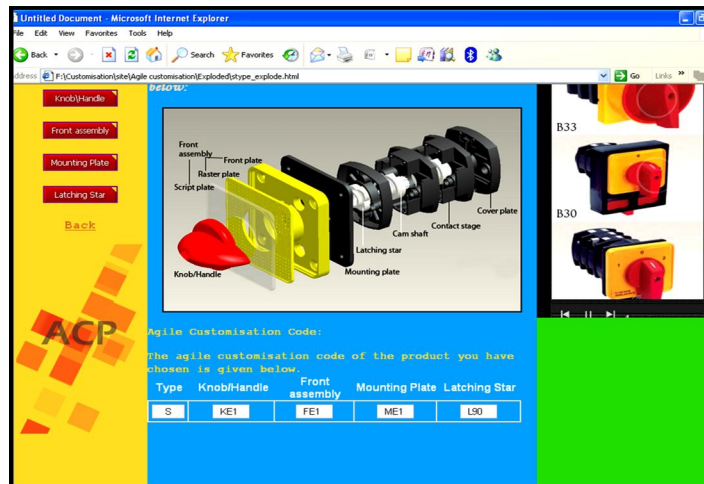 Untitled Document - Microsoft Internet Explorer
File Edit View Favorites Tools Help
Back Search Favorites
Address F:\Customisation\site\Agile customisation\Exploded\stype_explode.html Go Links »
Knob\Handle
Front assembly
Mounting Plate
Latching Star
Back
ACP
below:
Front assembly
Front plate
Raster plate
Script plate
Knob/Handle
Mounting plate
Latching star
Cam shaft
Contact stage
Cover plate
B33
B30
Agile Customisation Code:
The agile customisation code of the product you have
chosen is given below.
Type Knob/Handle Front assembly Mounting Plate Latching Star
S KE1 FE1 ME1 L90